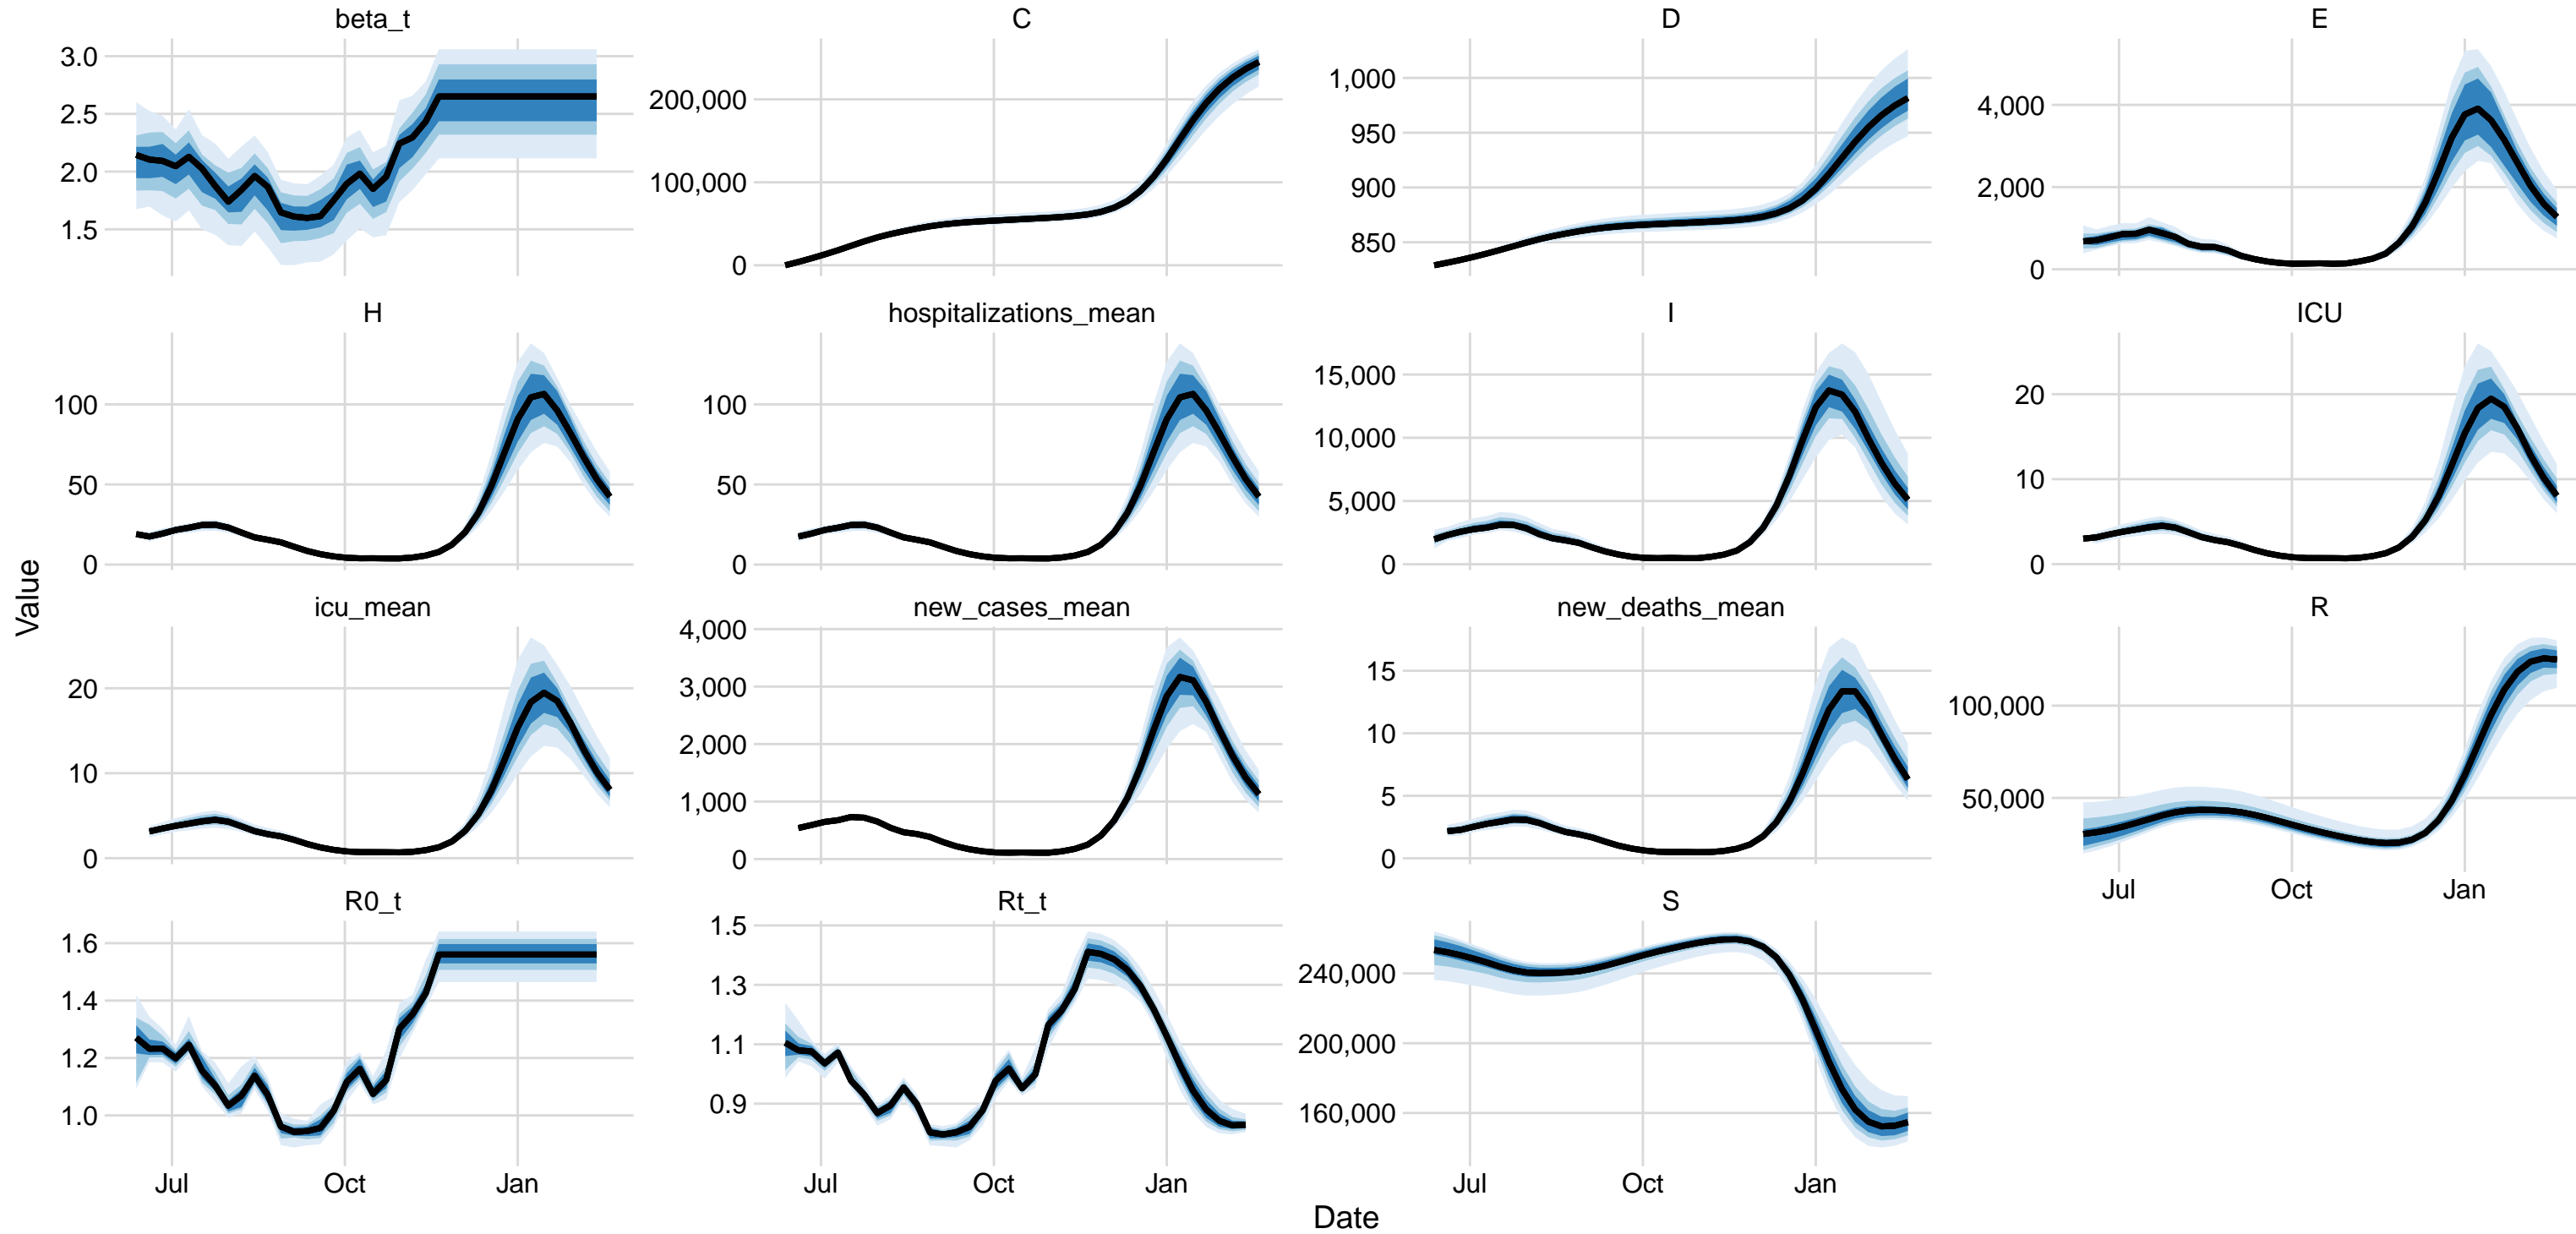 beta_t
C
D
E
3.0
2.5
2.0
1.5
200,000
100,000
0
1,000
950
900
850
4,000
2,000
0
H
hospitalizations_mean
I
ICU
100
50
0
100
50
0
15,000
10,000
5,000
0
20
10
0
Value
icu_mean
new_cases_mean
new_deaths_mean
R
20
10
0
4,000
3,000
2,000
1,000
0
15
10
5
0
100,000
50,000
Jul Oct Jan
R0_t
Rt_t
S
1.6
1.4
1.2
1.0
1.5
1.3
1.1
0.9
240,000
200,000
160,000
Jul Oct Jan
Jul Oct Jan
Jul Oct Jan
Date